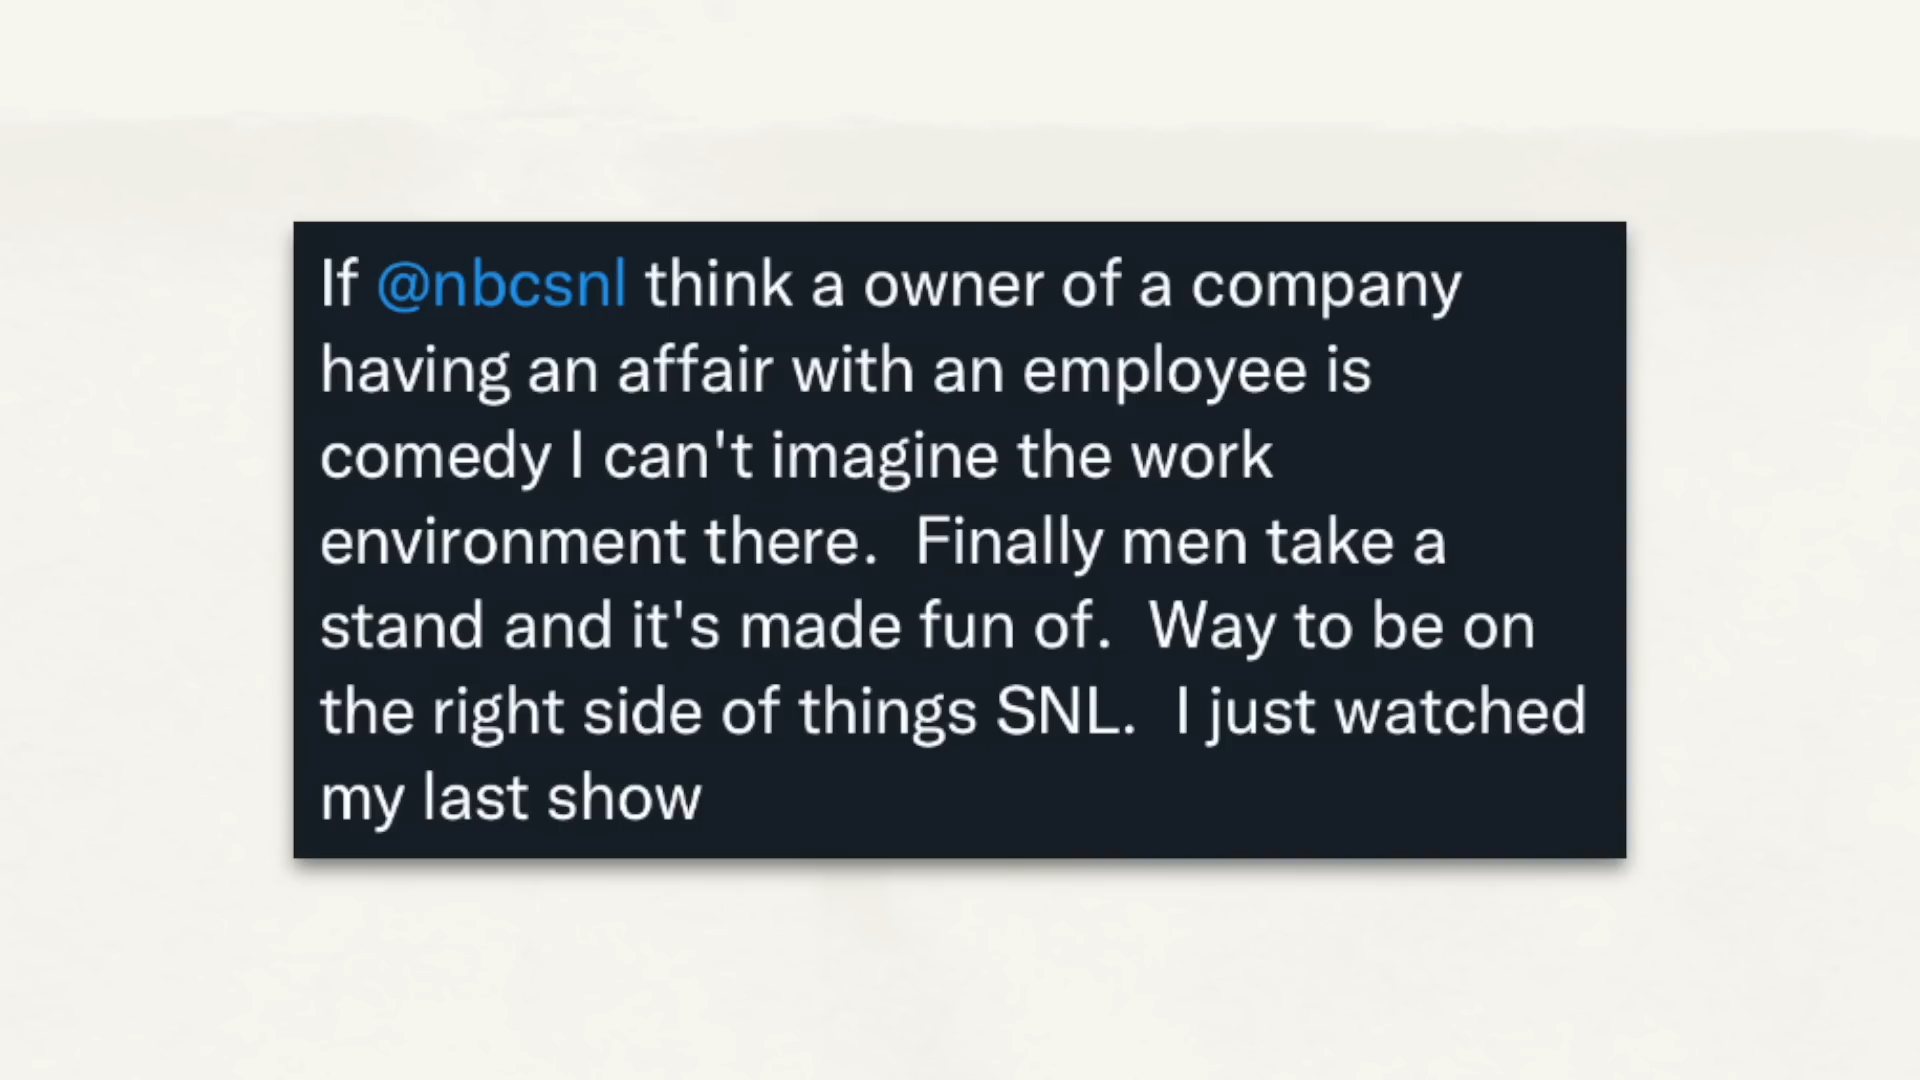 If @nbcsnl think a owner of a company
having an affair with an employee is
comedy I can't imagine the work
environment there.  Finally men take a
stand and it's made fun of.  Way to be on
the right side of things SNL.  I just watched
my last show